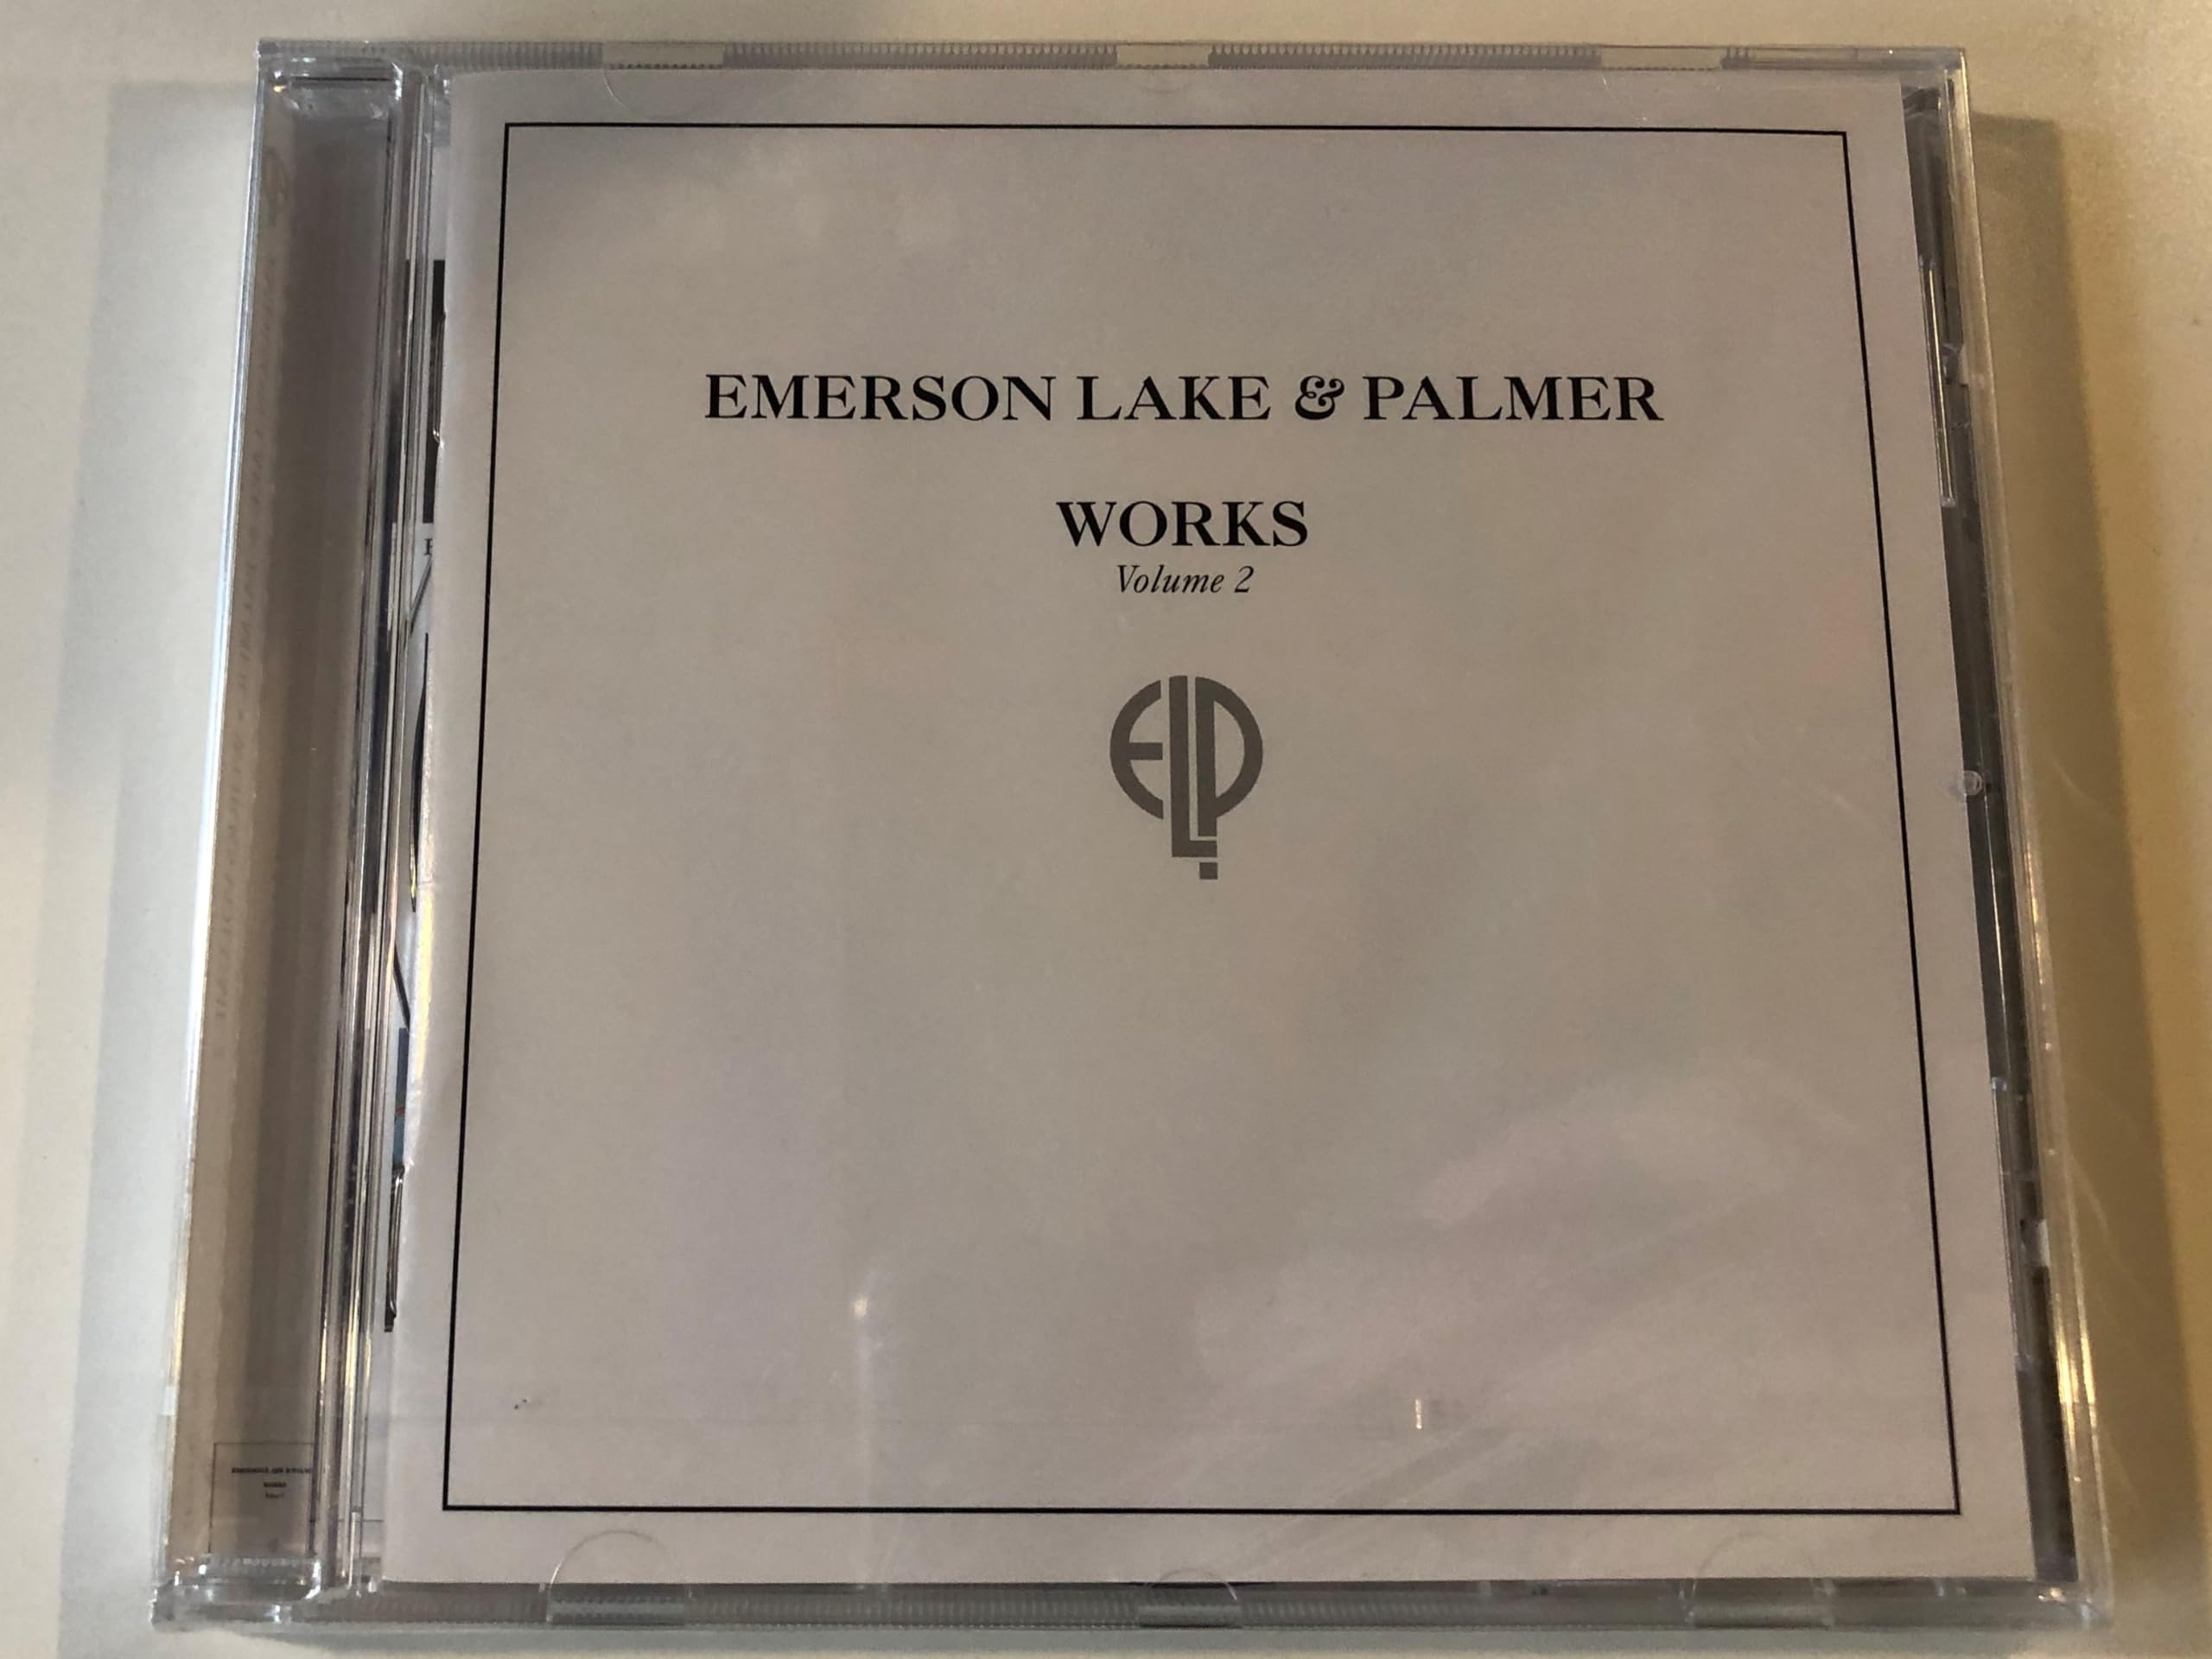 EMERSON LAKE & PALMER
WORKS
Volume 2
ELP